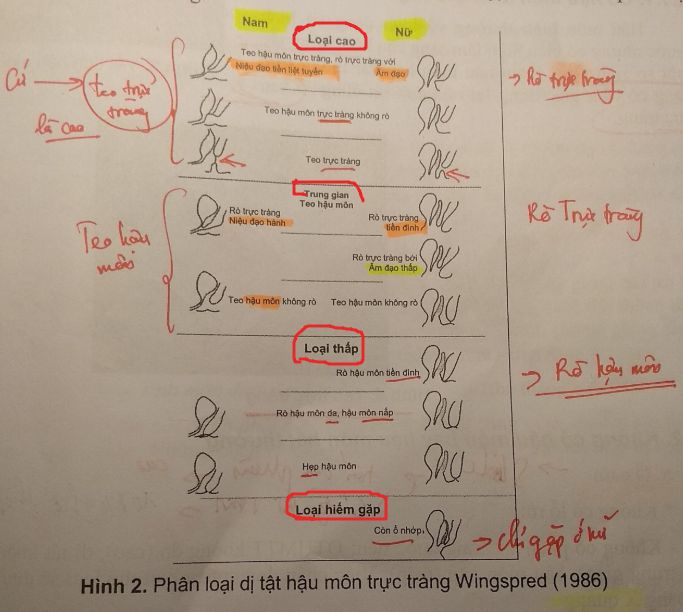 Nam
Nữ
Loại cao
Teo hậu môn trực tràng, rò trực tràng với
Niệu đạo tiền liệt tuyến
Âm đạo
Cứ → teo trực tràng
là cao
→ Rò trực tràng
Teo hậu môn trực tràng không rò
Teo trực tràng
Trung gian
Teo hậu môn
Teo hậu
môn
Rò trực tràng
Niệu đạo hành
Rò trực tràng
tiền đình
Rò Trực tràng
Rò trực tràng bới
Âm đạo thấp
Teo hậu môn không rò
Teo hậu môn không rò
Loại thấp
Rò hậu môn tiền đình
→ Rò hậu môn
Rò hậu môn da, hậu môn nắp
Hẹp hậu môn
Loại hiếm gặp
Còn ổ nhớp.
→ chỉ gặp ở nữ
Hình 2. Phân loại dị tật hậu môn trực tràng Wingspred (1986)